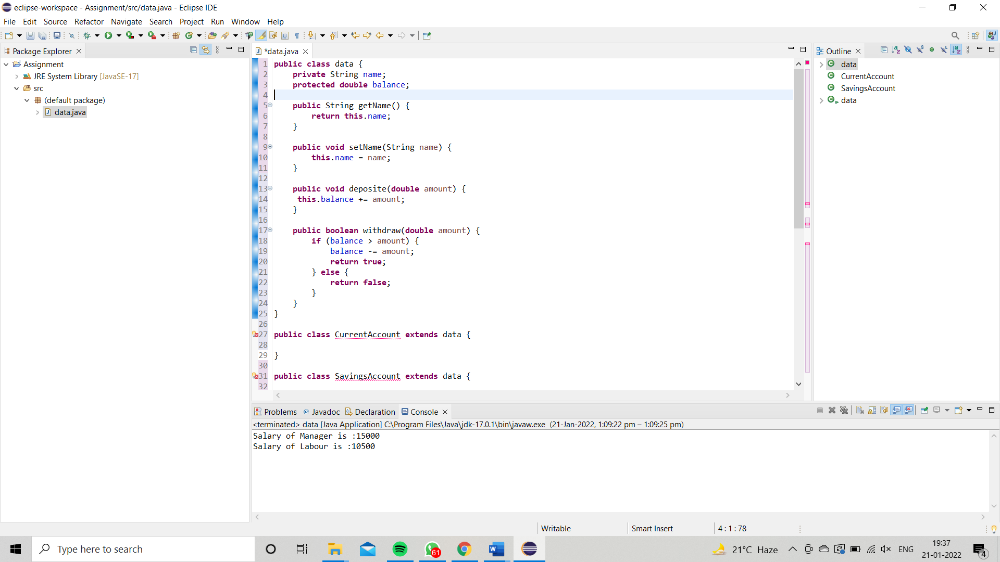 eclipse-workspace - Assignment/src/data.java - Eclipse IDE
File Edit Source Refactor Navigate Search Project Run Window Help
Package Explorer
Assignment
JRE System Library [JavaSE-17]
src
(default package)
data.java
*data.java
1 public class data {
2 private String name;
3 protected double balance;
4
5 public String getName() {
6 return this.name;
7 }
8
9 public void setName(String name) {
10 this.name = name;
11 }
12
13 public void deposite(double amount) {
14 this.balance += amount;
15 }
16
17 public boolean withdraw(double amount) {
18 if (balance > amount) {
19 balance -= amount;
20 return true;
21 } else {
22 return false;
23 }
24 }
25 }
26
27 public class CurrentAccount extends data {
28
29 }
30
31 public class SavingsAccount extends data {
32
Outline
data
CurrentAccount
SavingsAccount
data
Problems Javadoc Declaration Console
<terminated> data [Java Application] C:\Program Files\Java\jdk-17.0.1\bin\javaw.exe (21-Jan-2022, 1:09:22 pm – 1:09:25 pm)
Salary of Manager is :15000
Salary of Labour is :10500
Writable Smart Insert 4 : 1 : 78
Type here to search
61
21°C Haze
ENG
19:37
21-01-2022
4